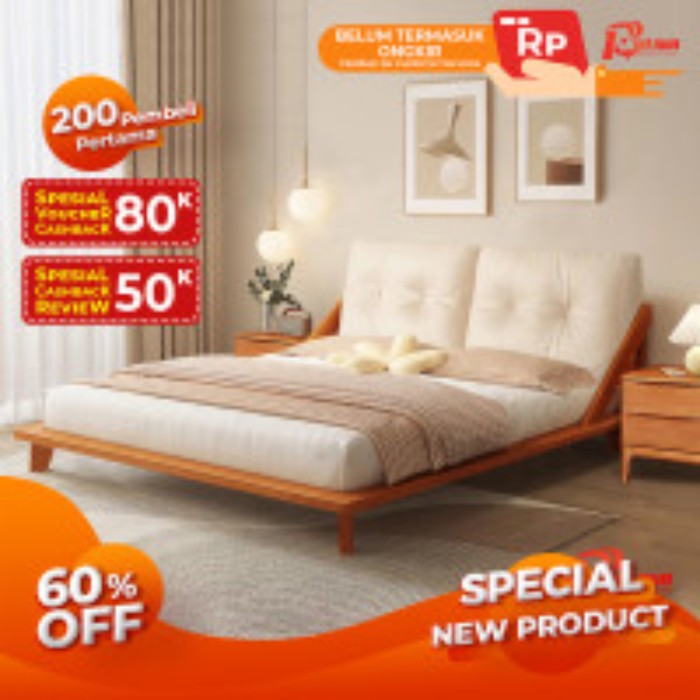 BELUM TERMASUK
ONGKIR
RP
200 Pembeli
Pertama
SPESIAL
VOUCHER
CASHBACK
80K
SPESIAL
CASHBACK
REVIEW
50K
60%
OFF
SPECIAL
NEW PRODUCT